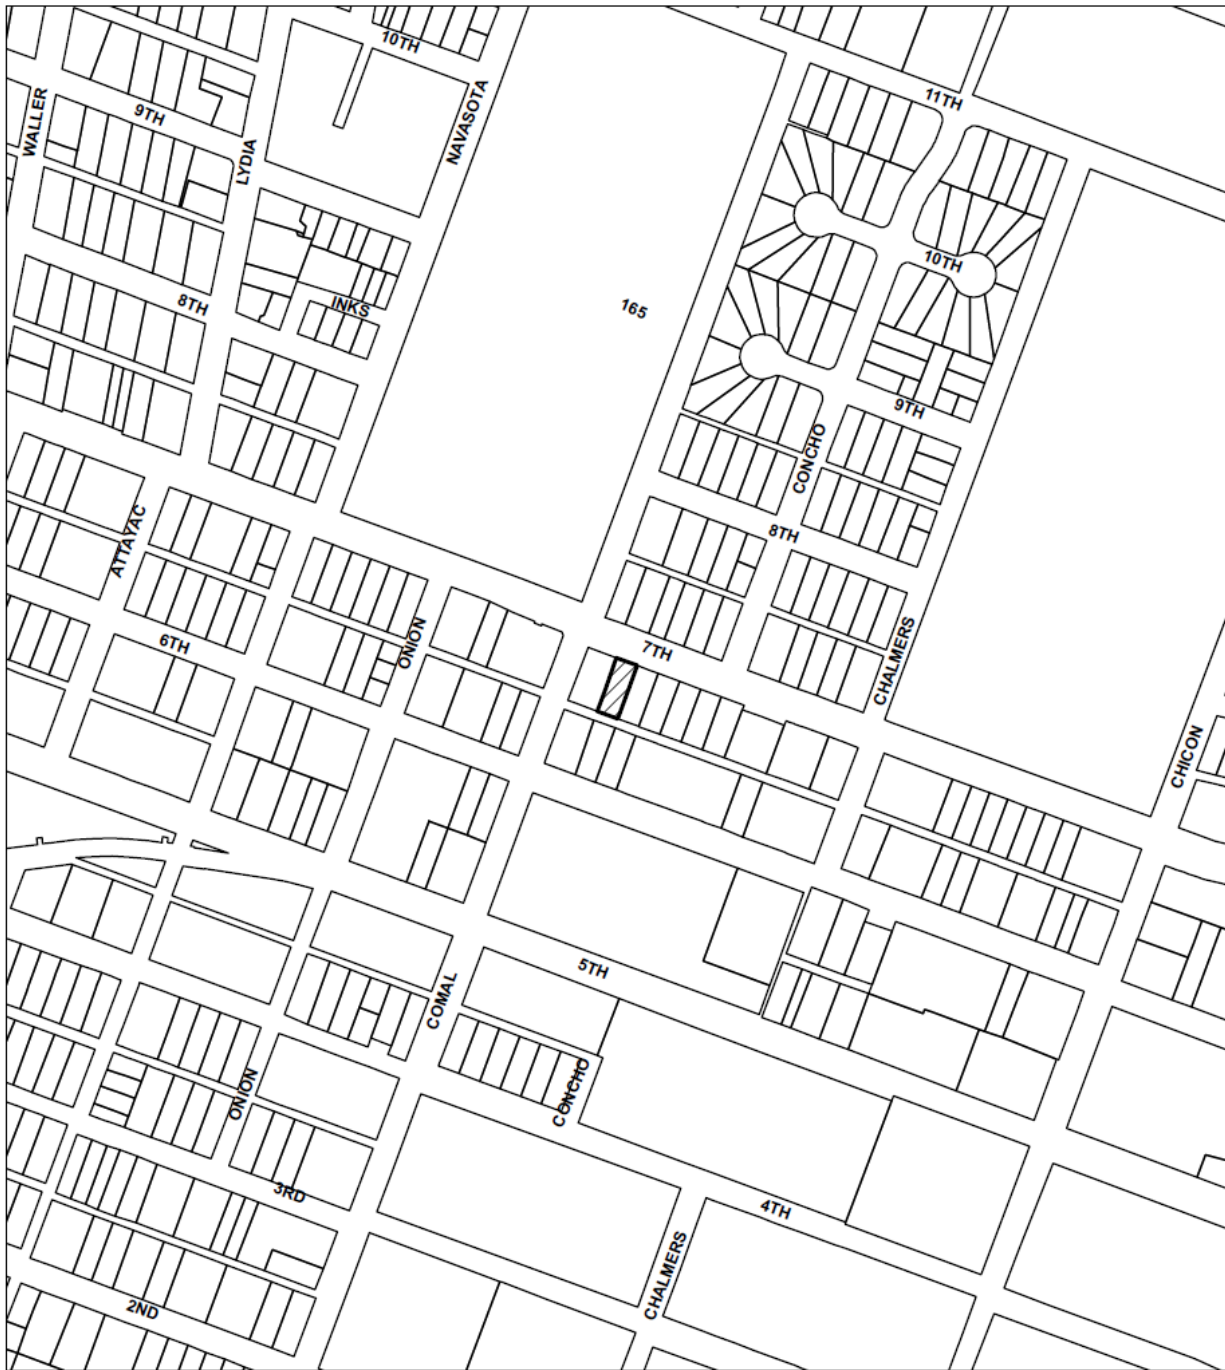 10TH
11TH
WALLER
9TH
NAVASOTA
LYDIA
10TH
8TH
INKS
165
9TH
CONCHO
ATTAYAC
8TH
6TH
ONION
7TH
CHALMERS
CHICON
5TH
COMAL
ONION
CONCHO
3RD
4TH
CHALMERS
2ND